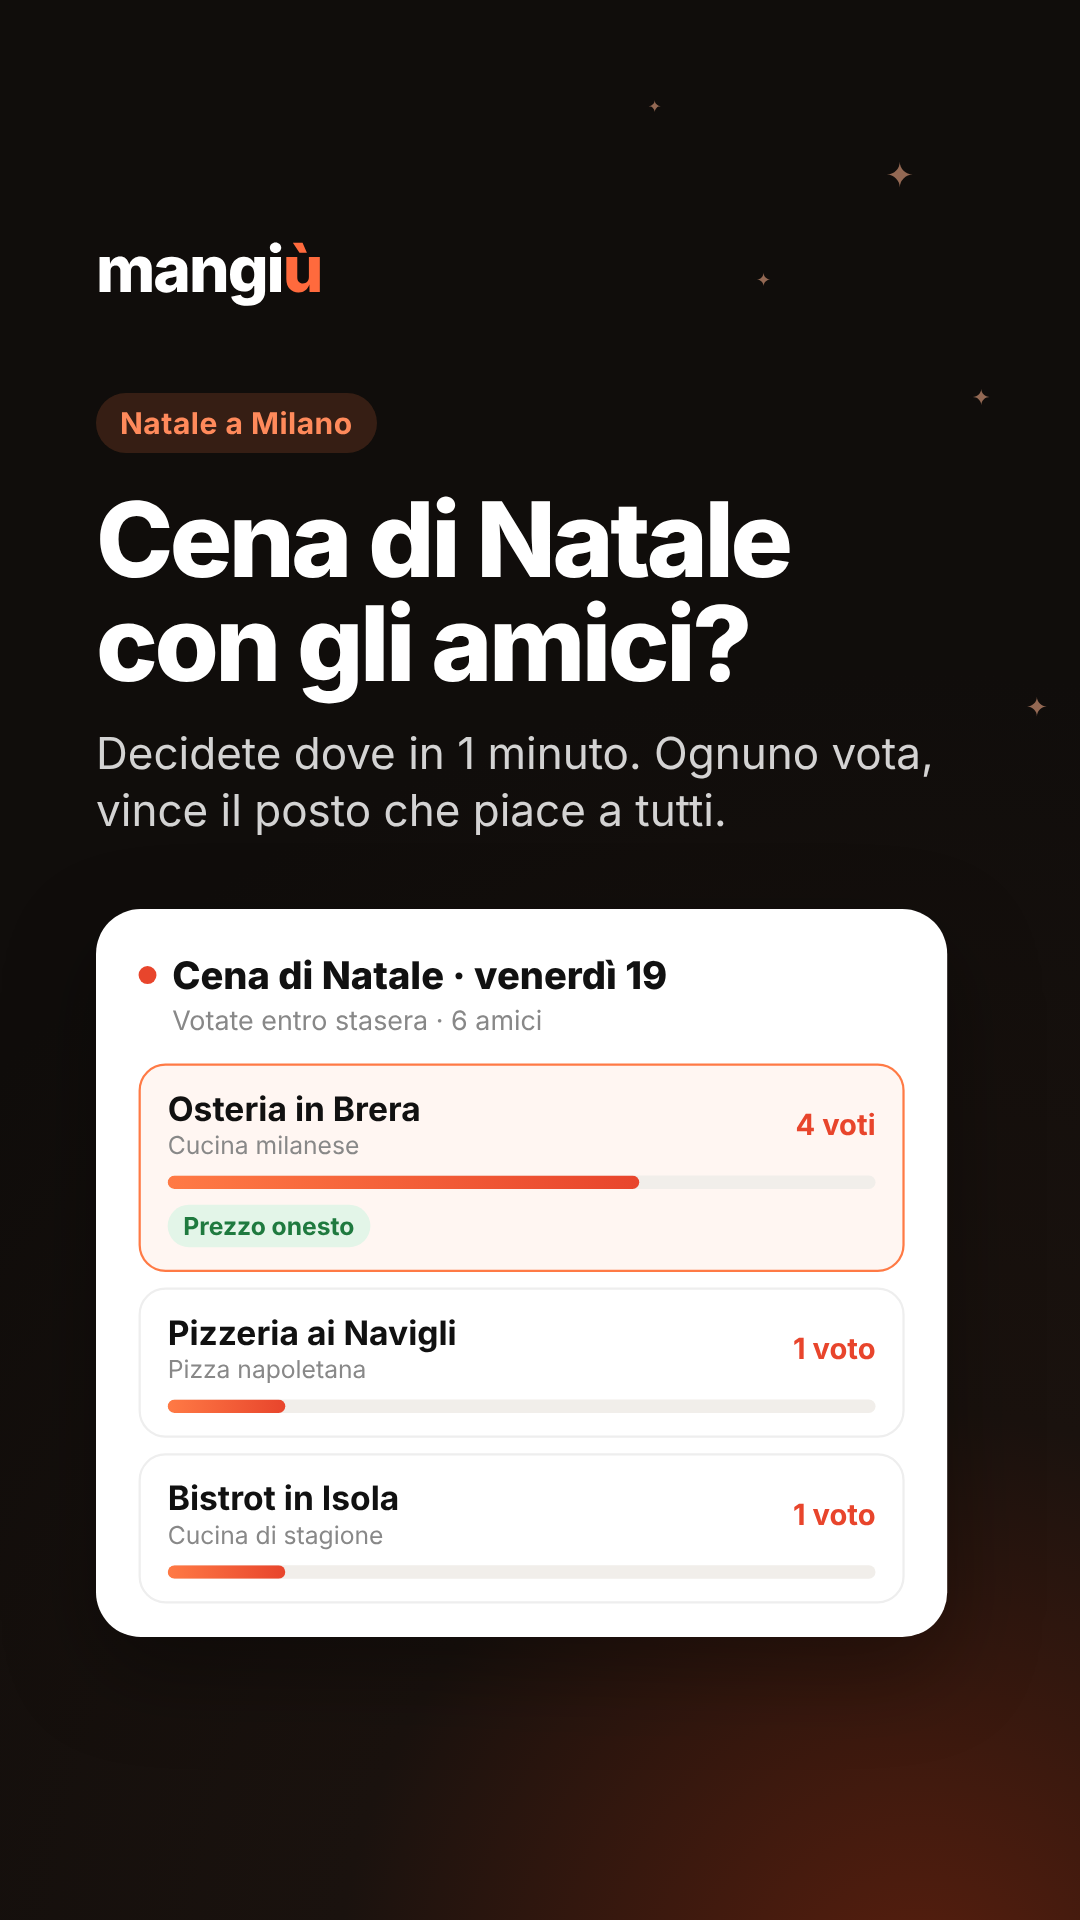 mangiù
Natale a Milano
Cena di Natale
con gli amici?
Decidete dove in 1 minuto. Ognuno vota,
vince il posto che piace a tutti.
Cena di Natale · venerdì 19
Votate entro stasera · 6 amici
Osteria in Brera
4 voti
Cucina milanese
Prezzo onesto
Pizzeria ai Navigli
1 voto
Pizza napoletana
Bistrot in Isola
1 voto
Cucina di stagione